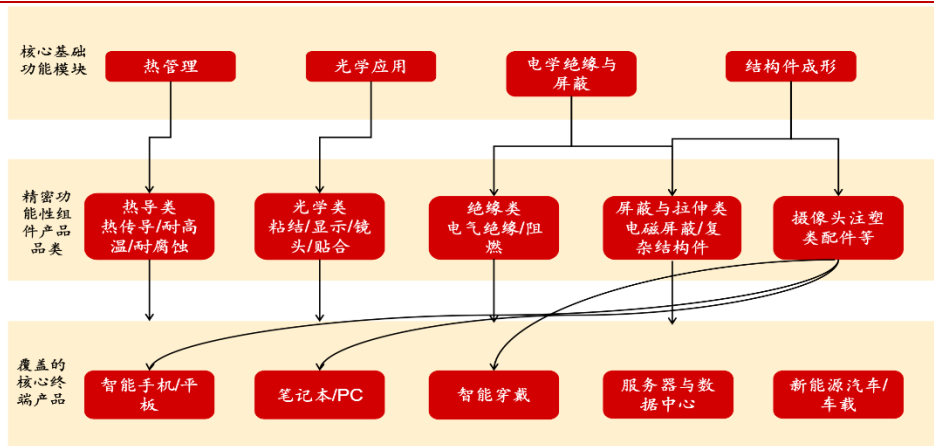 核心基础
功能模块
热管理
光学应用
电学绝缘与
屏蔽
结构件成形
精密功
能性组
件产品
品类
热导类
热传导/耐高
温/耐腐蚀
光学类
粘结/显示/镜
头/贴合
绝缘类
电气绝缘/阻
燃
屏蔽与拉伸类
电磁屏蔽/复
杂结构件
摄像头注塑
类配件等
覆盖的
核心终
端产品
智能手机/平
板
笔记本/PC
智能穿戴
服务器与数
据中心
新能源汽车/
车载